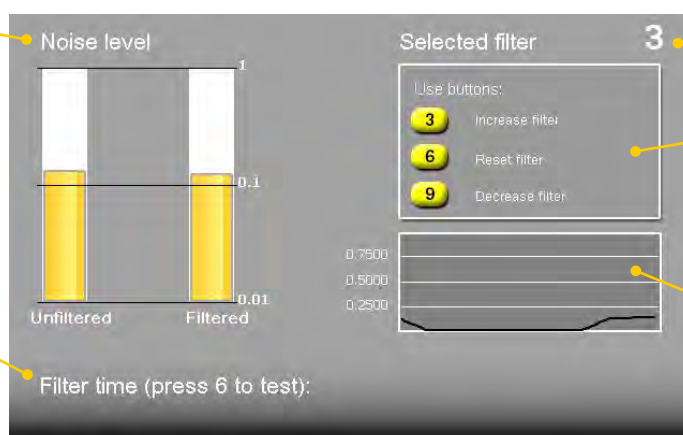 Noise level
1
0.1
0.01
Unfiltered Filtered
Selected filter 3
Use buttons:
3 Increase filter
6 Reset filter
9 Decrease filter
0.7500
0.5000
0.2500
Filter time (press 6 to test):